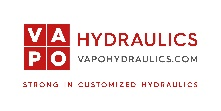 VA
PO
HYDRAULICS
VAPOHYDRAULICS.COM
STRONG IN CUSTOMIZED HYDRAULICS